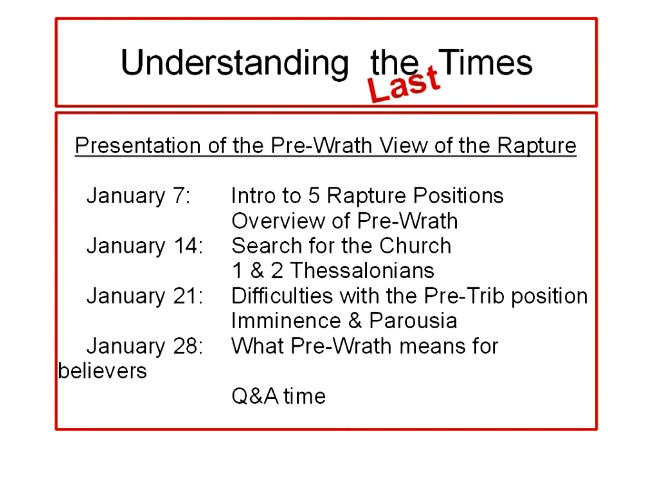 Understanding the Times
Last
Presentation of the Pre-Wrath View of the Rapture
January 7: Intro to 5 Rapture Positions
Overview of Pre-Wrath
January 14: Search for the Church
1 & 2 Thessalonians
January 21: Difficulties with the Pre-Trib position
Imminence & Parousia
January 28: What Pre-Wrath means for
believers
Q&A time